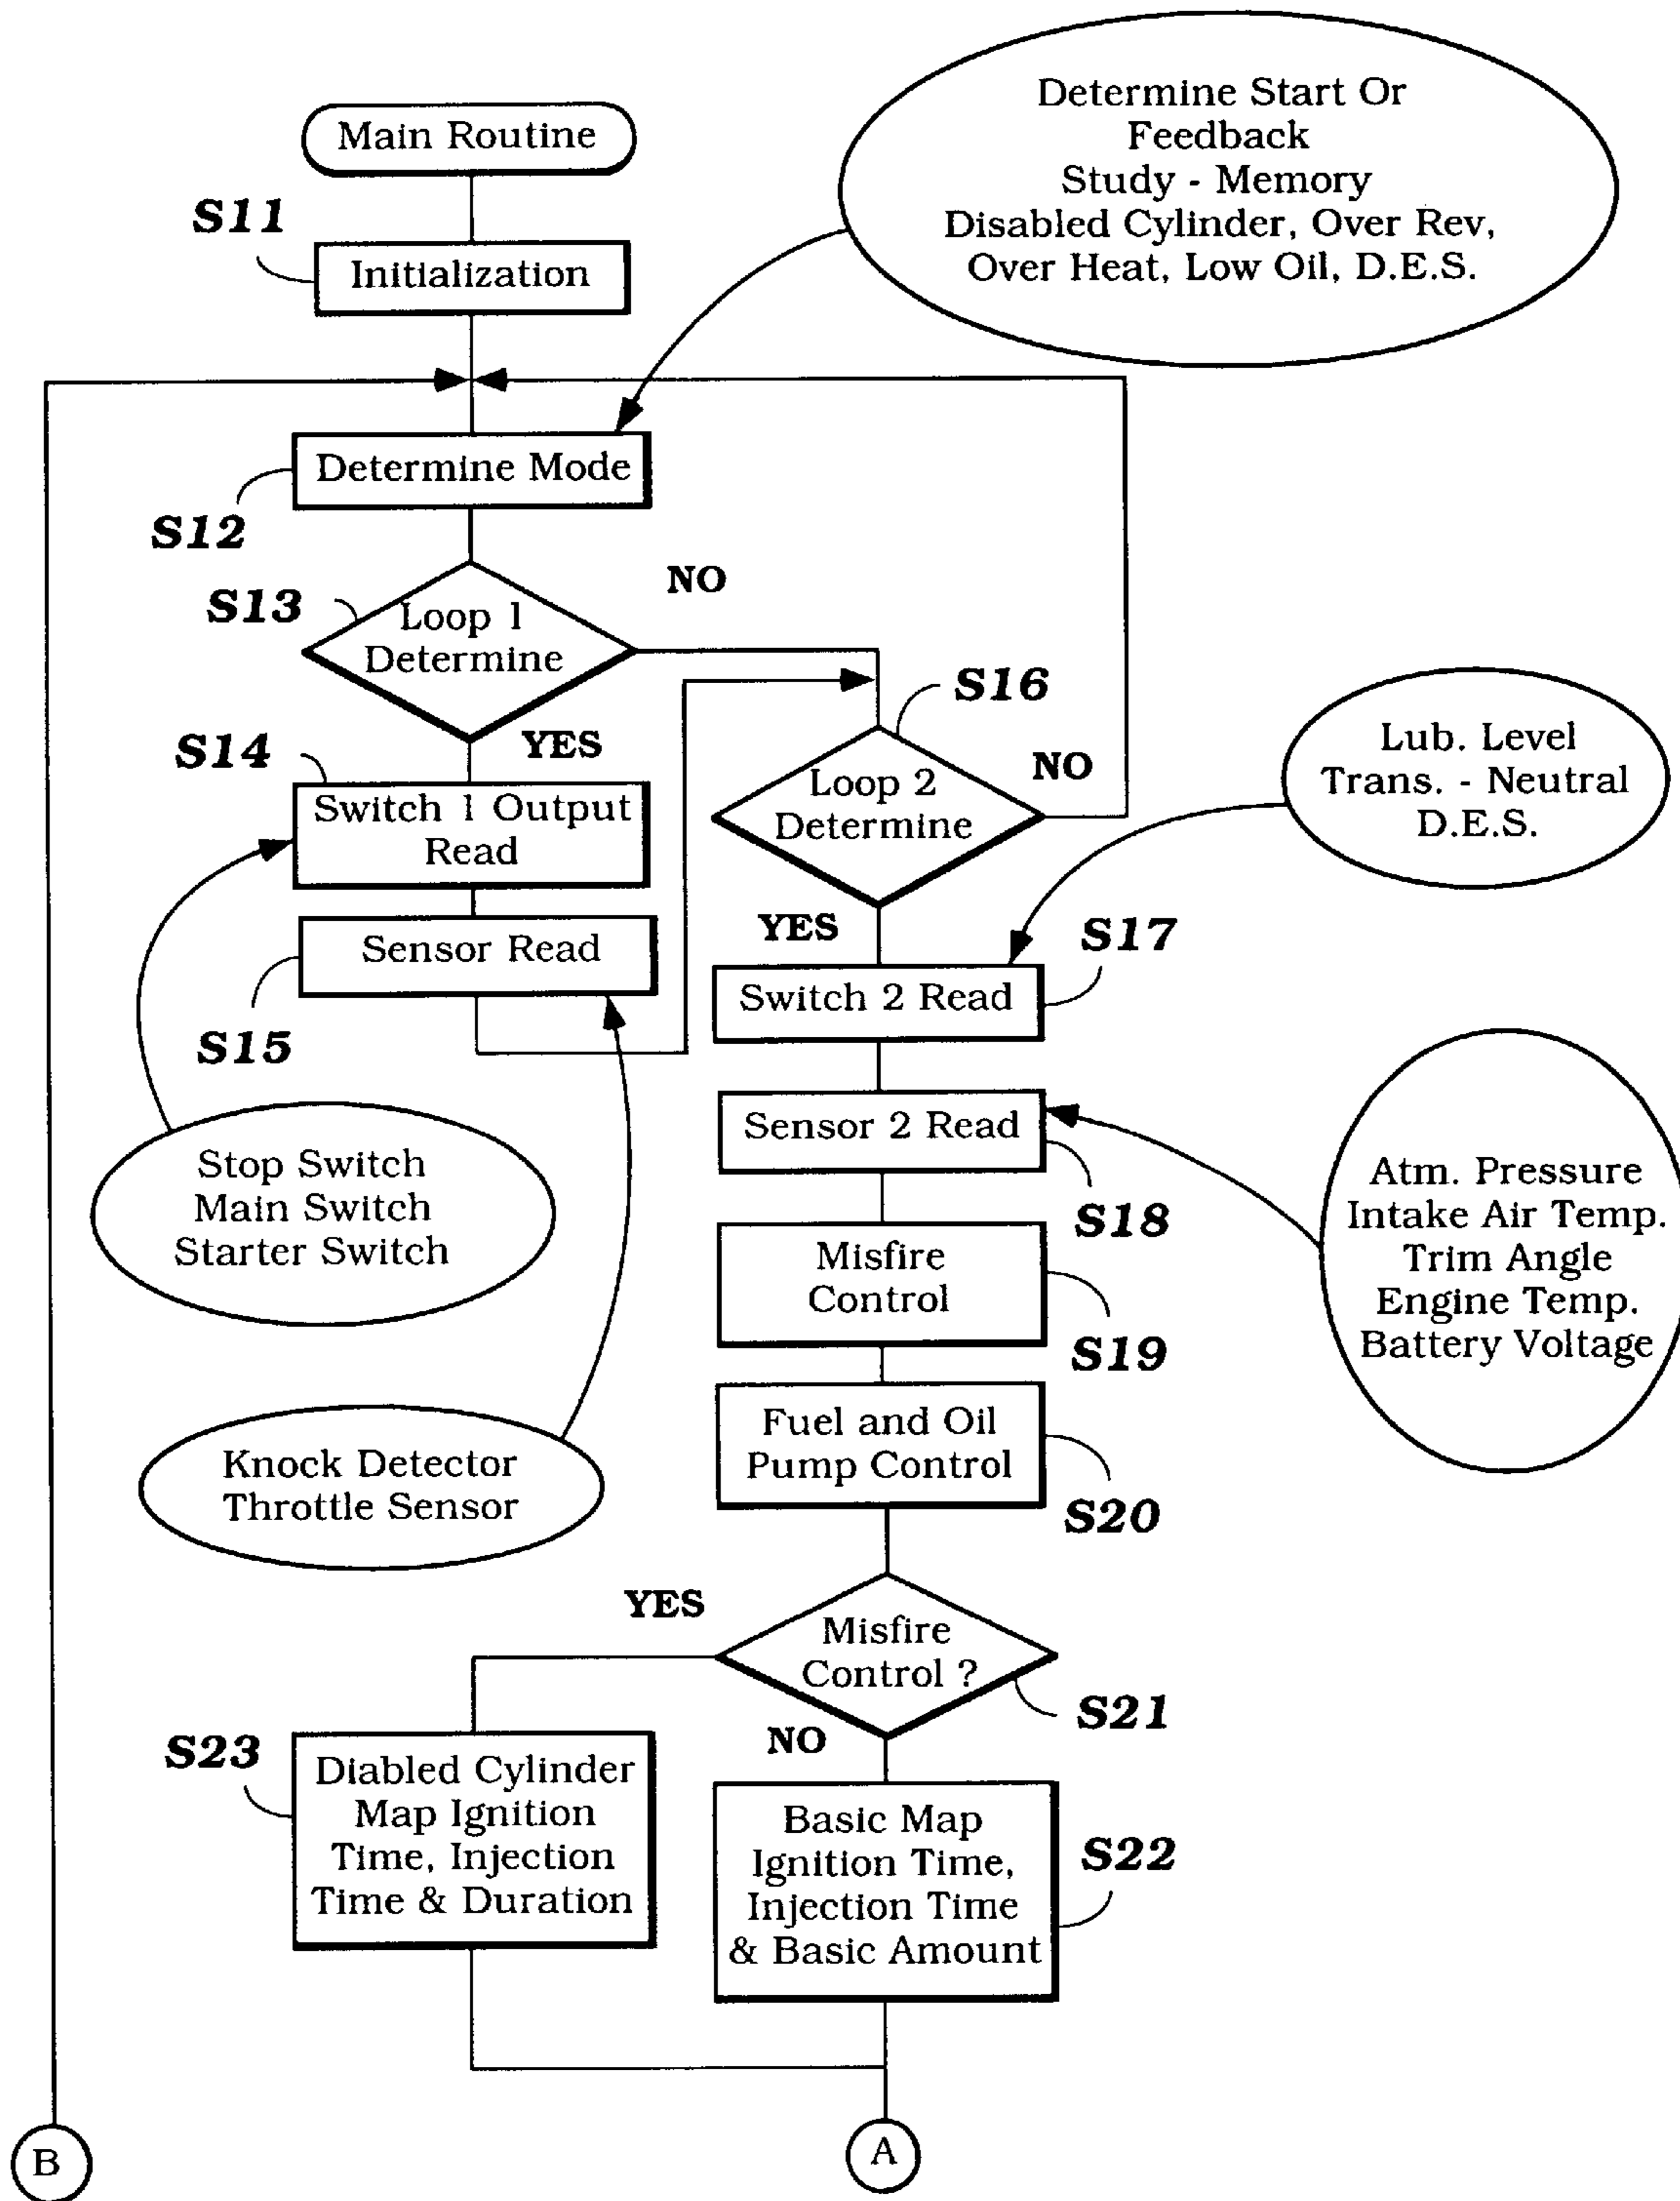 Main Routine
S11
Initialization
Determine Start Or
Feedback
Study - Memory
Disabled Cylinder, Over Rev,
Over Heat, Low Oil, D.E.S.
Determine Mode
S12
S13
Loop 1
Determine
NO
YES
S14
Switch 1 Output
Read
Sensor Read
S15
Stop Switch
Main Switch
Starter Switch
Knock Detector
Throttle Sensor
S16
Loop 2
Determine
NO
YES
Lub. Level
Trans. - Neutral
D.E.S.
S17
Switch 2 Read
Sensor 2 Read
S18
Atm. Pressure
Intake Air Temp.
Trim Angle
Engine Temp.
Battery Voltage
Misfire
Control
S19
Fuel and Oil
Pump Control
S20
YES
Misfire
Control ?
S21
NO
S23
Diabled Cylinder
Map Ignition
Time, Injection
Time & Duration
Basic Map
Ignition Time,
Injection Time
& Basic Amount
S22
B
A